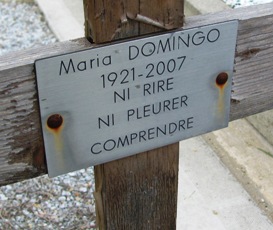 Maria DOMINGO
1921-2007
NI RIRE
NI PLEURER
COMPRENDRE